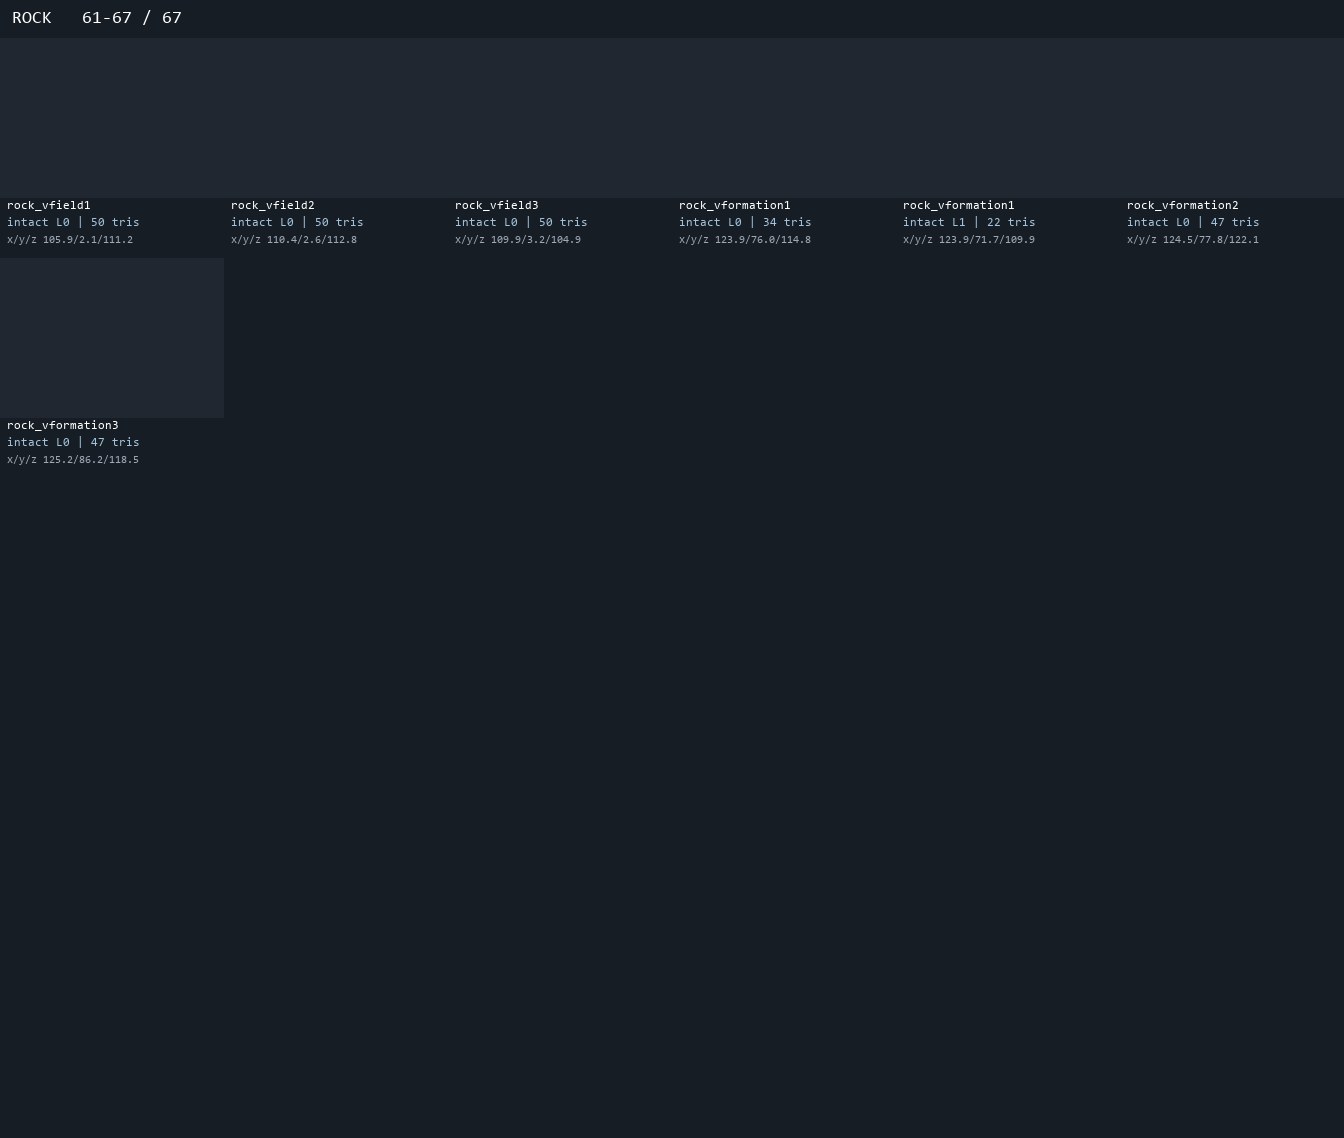 ROCK 61-67 / 67
rock_vfield1
intact L0 | 50 tris
x/y/z 105.9/2.1/111.2
rock_vfield2
intact L0 | 50 tris
x/y/z 110.4/2.6/112.8
rock_vfield3
intact L0 | 50 tris
x/y/z 109.9/3.2/104.9
rock_vformation1
intact L0 | 34 tris
x/y/z 123.9/76.0/114.8
rock_vformation1
intact L1 | 22 tris
x/y/z 123.9/71.7/109.9
rock_vformation2
intact L0 | 47 tris
x/y/z 124.5/77.8/122.1
rock_vformation3
intact L0 | 47 tris
x/y/z 125.2/86.2/118.5